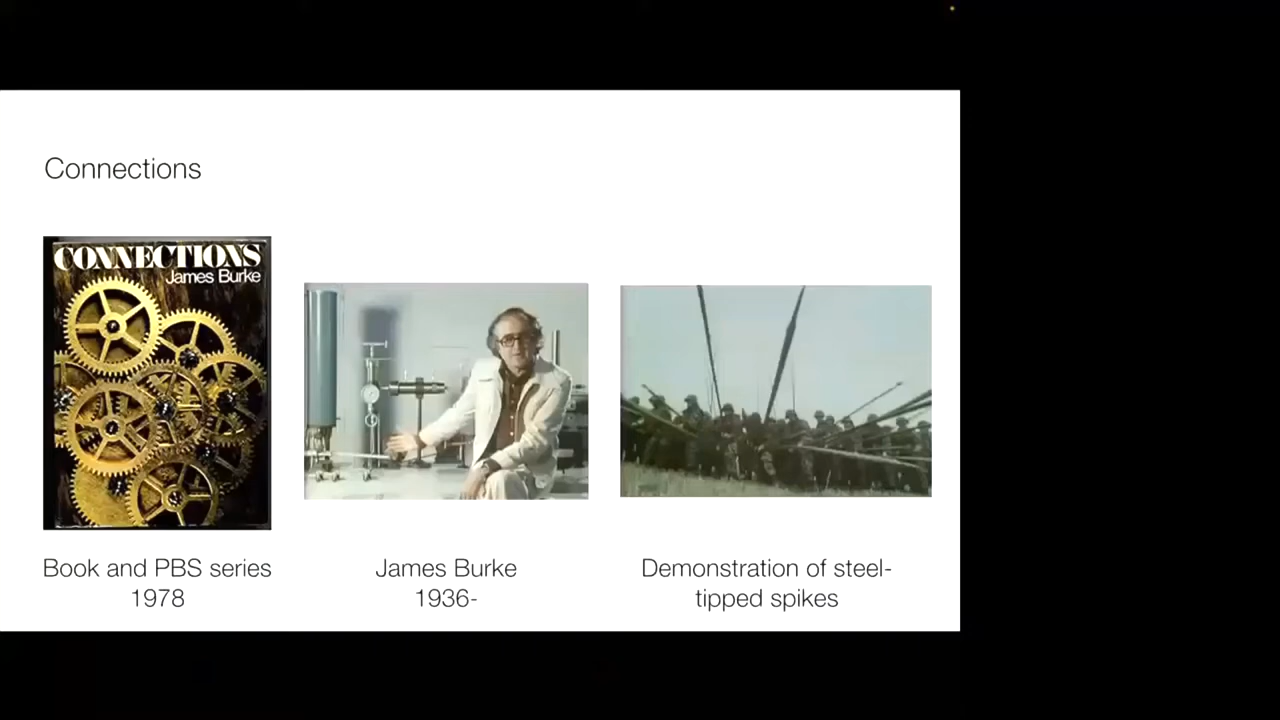 Connections
CONNECTIONS
James Burke
Book and PBS series
1978
James Burke
1936-
Demonstration of steel-
tipped spikes